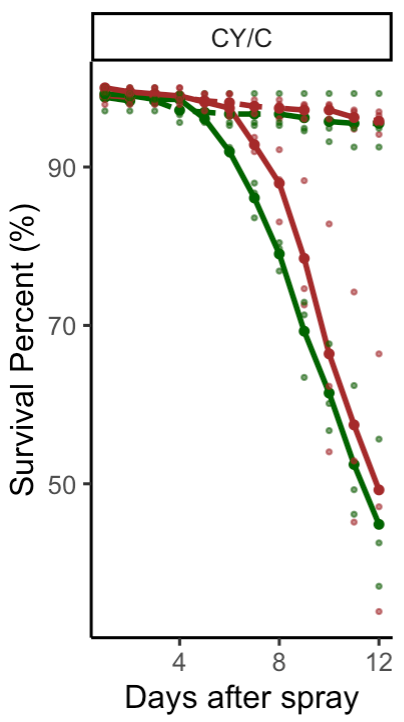 CY/C
Survival Percent (%)
90
70
50
4 8 12
Days after spray